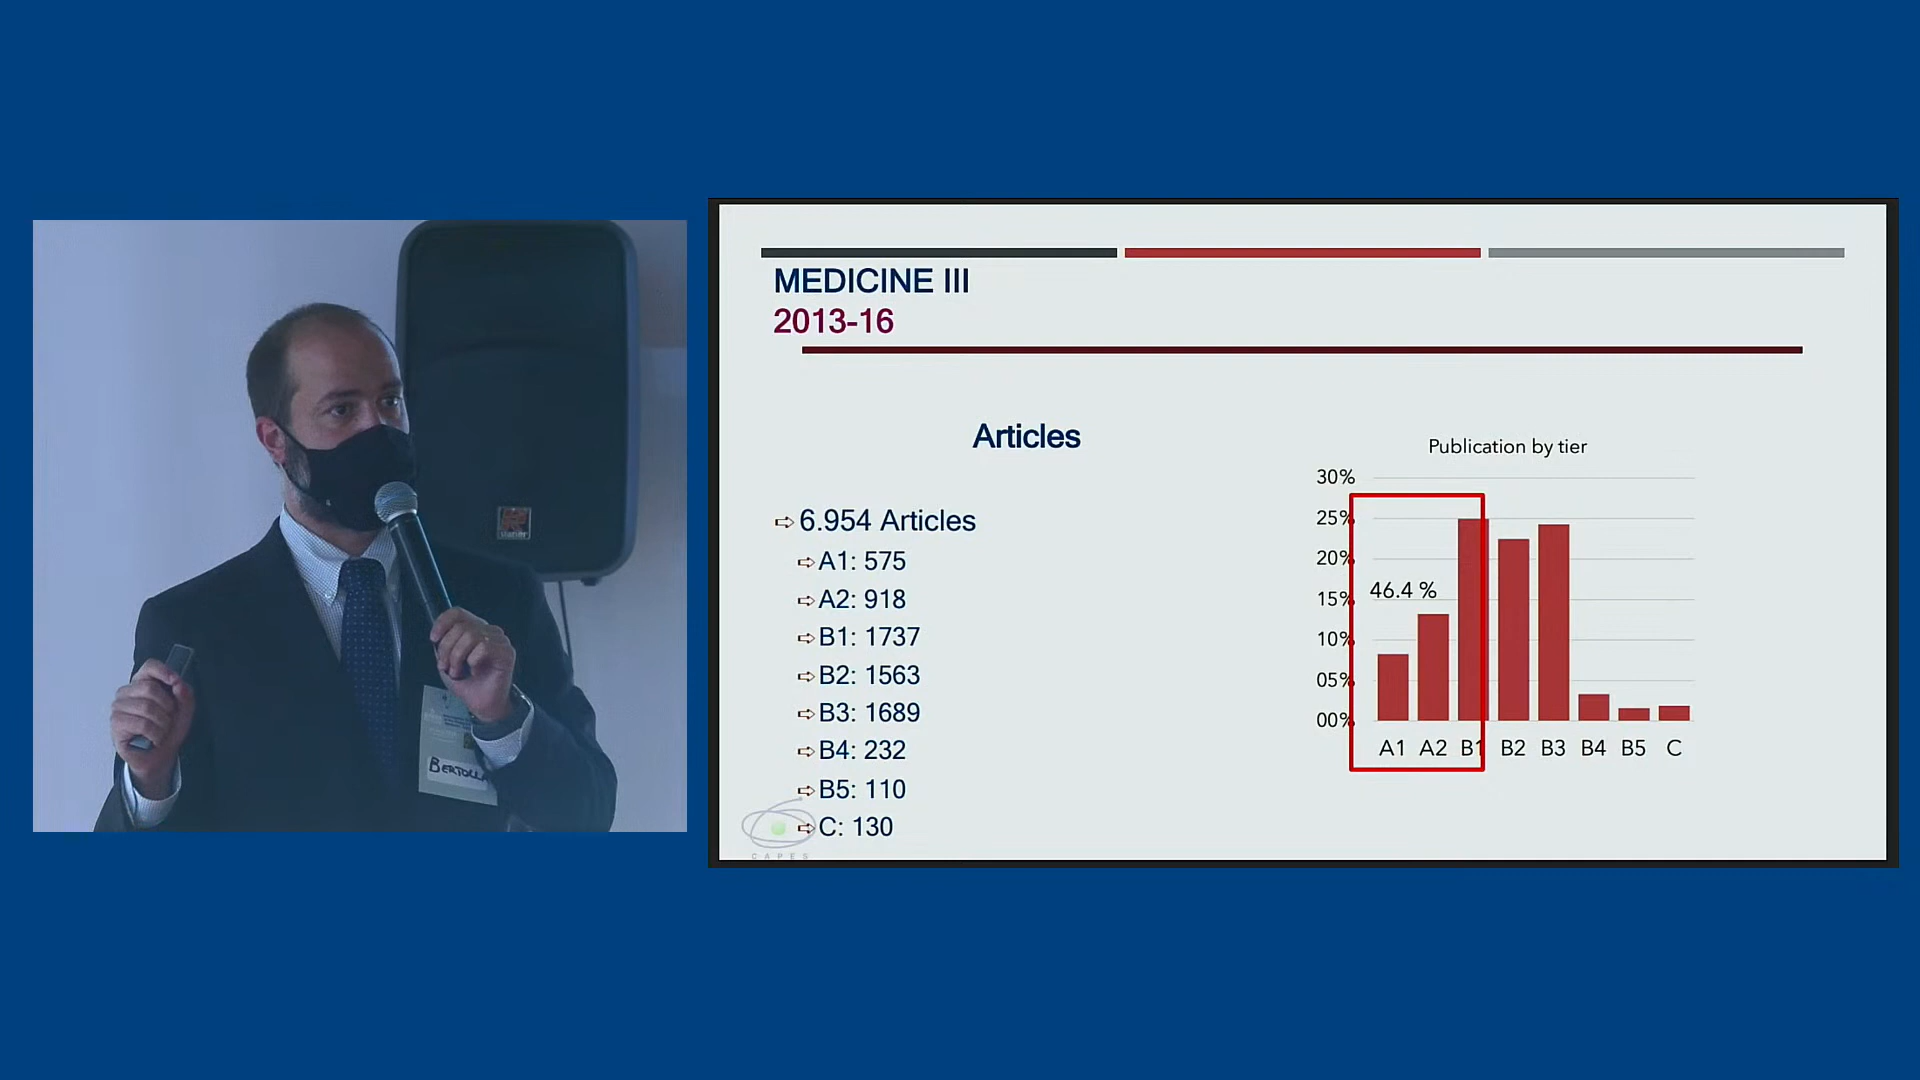 BERTOLLA
MEDICINE III
2013-16
Articles
⇨6.954 Articles
⇨A1: 575
⇨A2: 918
⇨B1: 1737
⇨B2: 1563
⇨B3: 1689
⇨B4: 232
⇨B5: 110
⇨C: 130
CAPES
Publication by tier
30%
25%
20%
15%
10%
05%
00%
46.4 %
A1 A2 B1 B2 B3 B4 B5 C